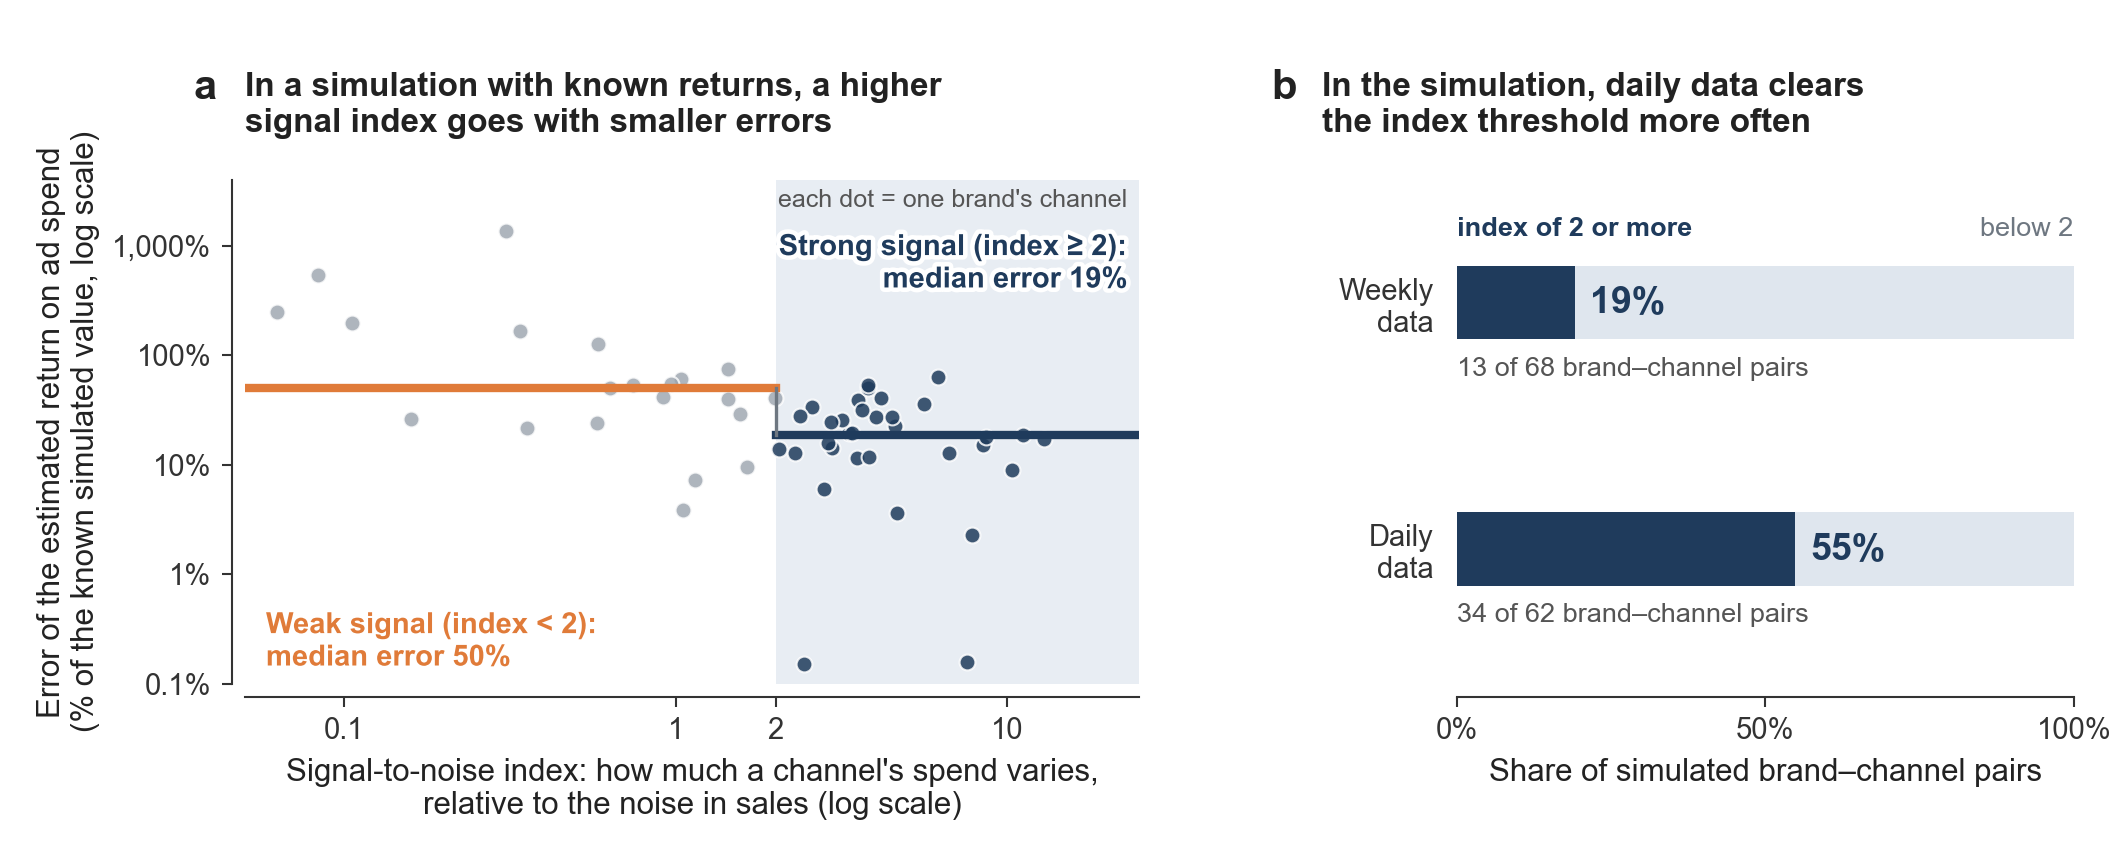 a In a simulation with known returns, a higher
signal index goes with smaller errors
Error of the estimated return on ad spend
(% of the known simulated value, log scale)
1,000%
100%
10%
1%
0.1%
each dot = one brand's channel
Strong signal (index ≥ 2):
median error 19%
Weak signal (index < 2):
median error 50%
0.1 1 2 10
Signal-to-noise index: how much a channel's spend varies,
relative to the noise in sales (log scale)
b In the simulation, daily data clears
the index threshold more often
index of 2 or more below 2
Weekly
data
19%
13 of 68 brand–channel pairs
Daily
data
55%
34 of 62 brand–channel pairs
0% 50% 100%
Share of simulated brand–channel pairs